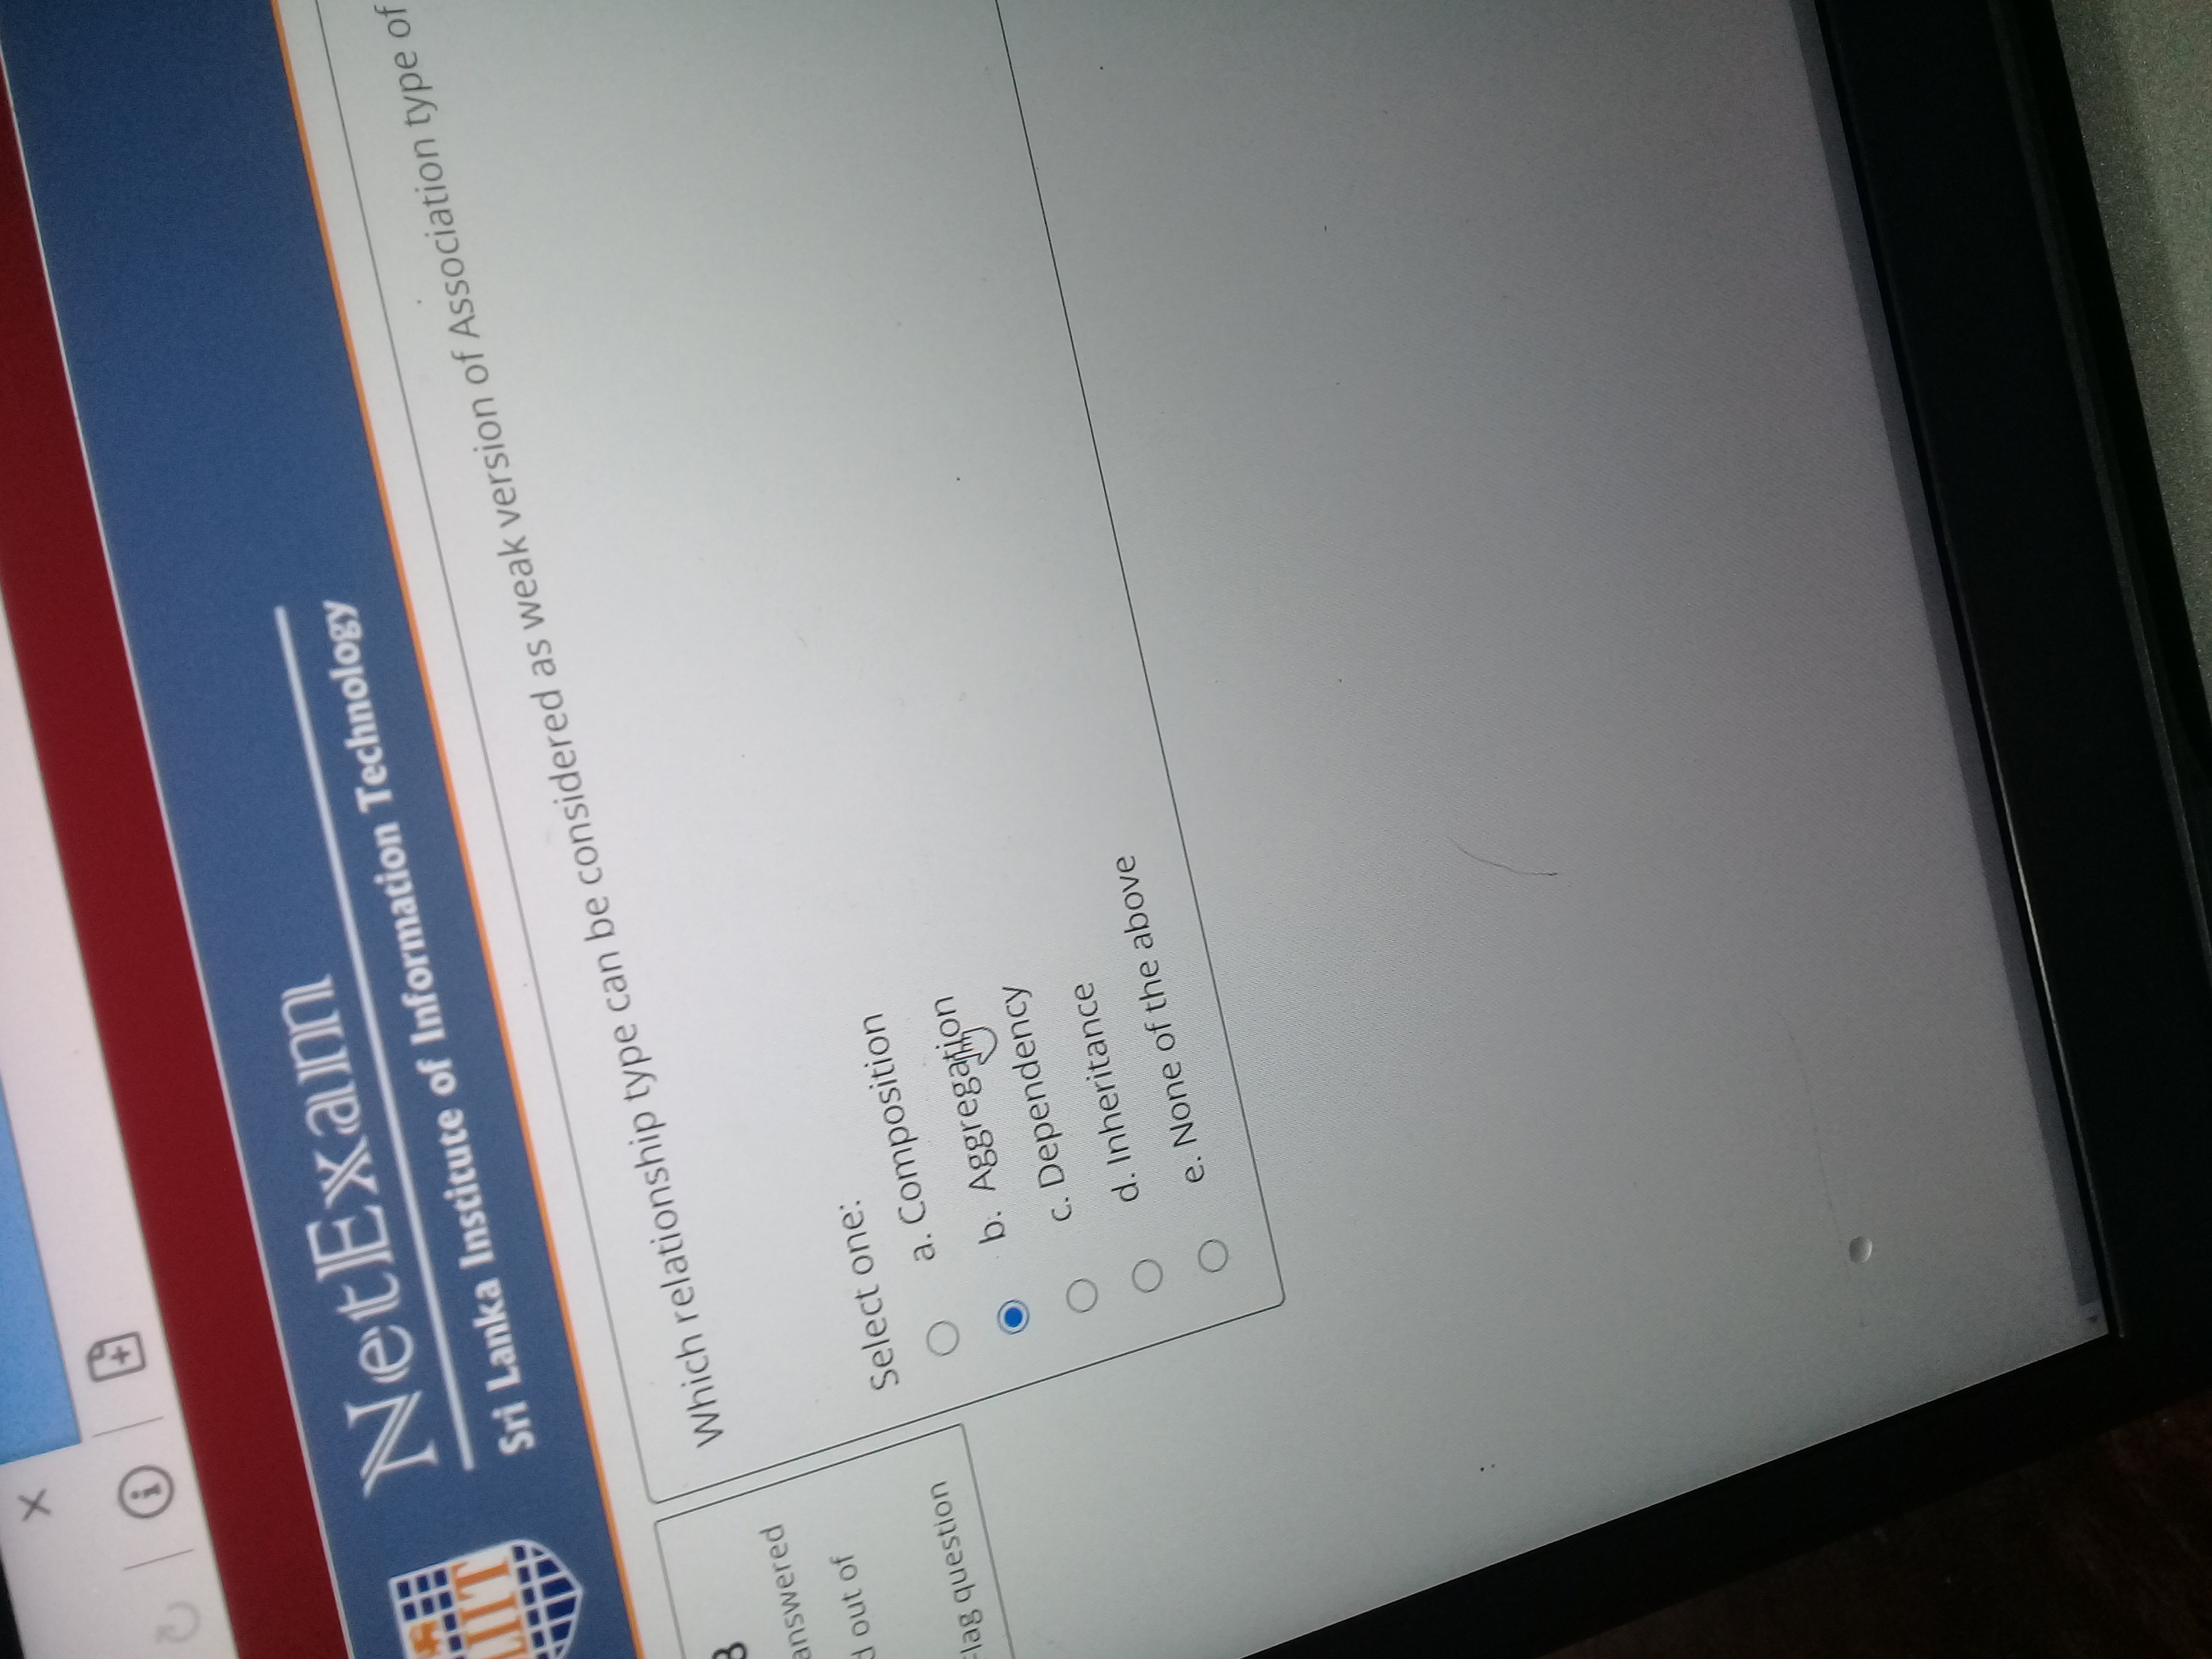 NetExam
Sri Lanka Institute of Information Technology
Which relationship type can be considered as weak version of Association type of
answered
out of
Flag question
Select one:
a. Composition
b. Aggregation
c. Dependency
d. Inheritance
e. None of the above